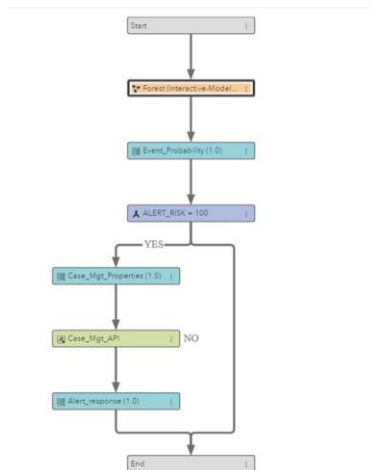 Start
Forest (Interactive-Model...
Event_Probability (1.0)
ALERT_RISK = 100
YES
Case_Mgt_Properties (1.0)
Case_Mgt_API
NO
Alert_response (1.0)
End